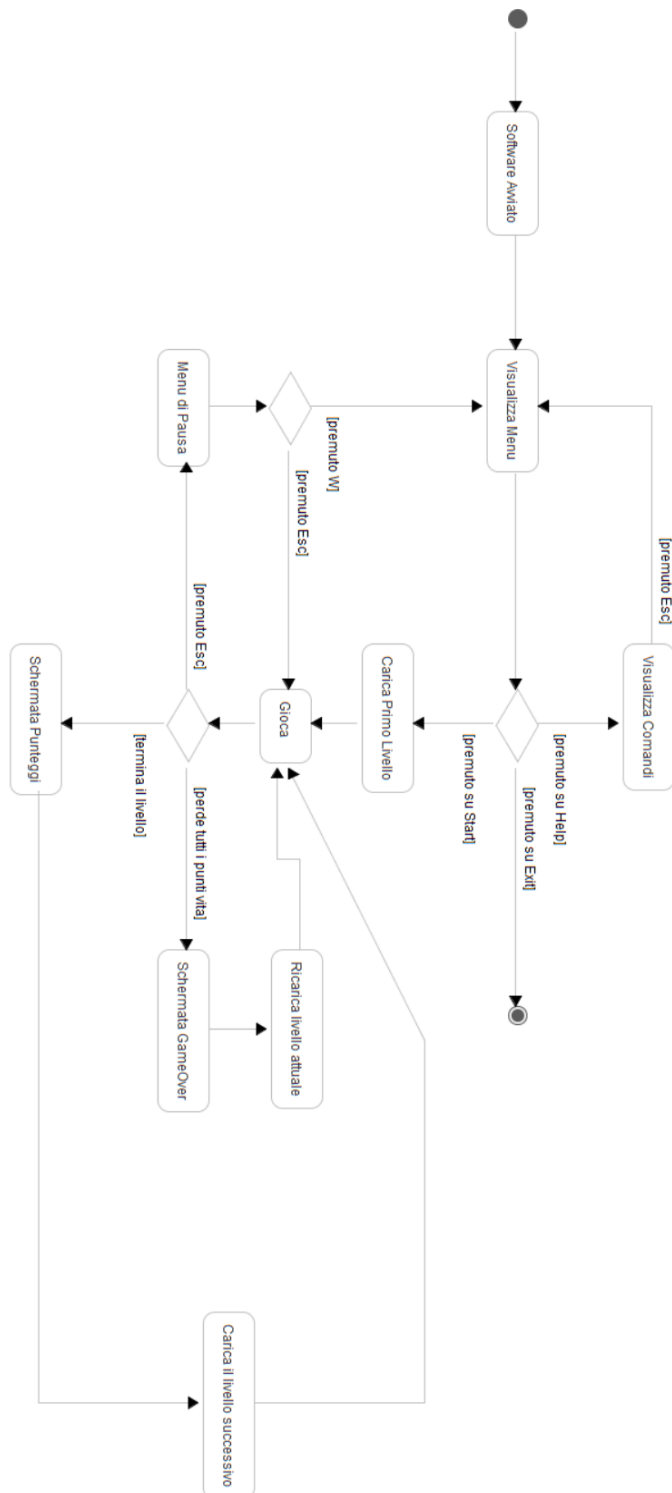 Software Avviato
Visualizza Menu
[premuto Esc]
Visualizza Comandi
[premuto su Help]
[premuto su Exit]
[premuto su Start]
Carica Primo Livello
Gioca
[premuto W]
[premuto Esc]
Menu di Pausa
[premuto Esc]
[termina il livello]
[perde tutti i punti vita]
Schermata Punteggi
Schermata GameOver
Ricarica livello attuale
Carica il livello successivo